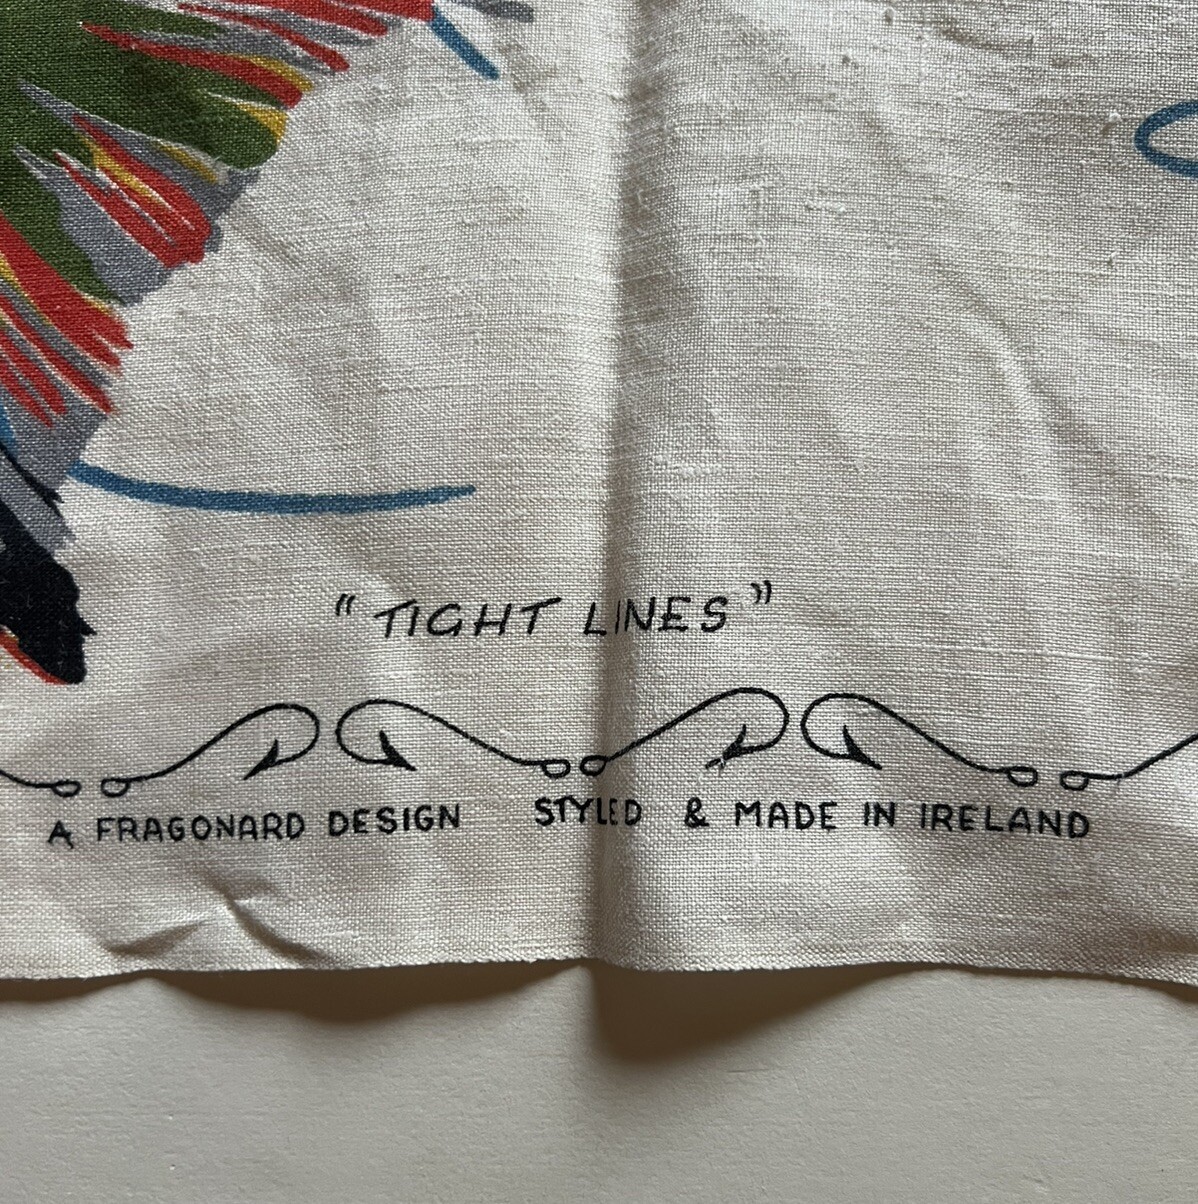 " TIGHT LINES "
A FRAGONARD DESIGN STYLED & MADE IN IRELAND